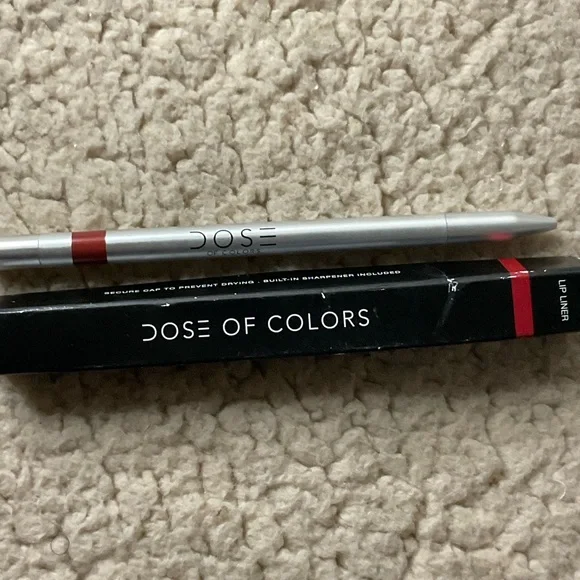 DOSE
OF COLORS
SECURE CAP TO PREVENT DRYING . BUILT-IN SHARPENER INCLUDED
DOSE OF COLORS
LIP LINER